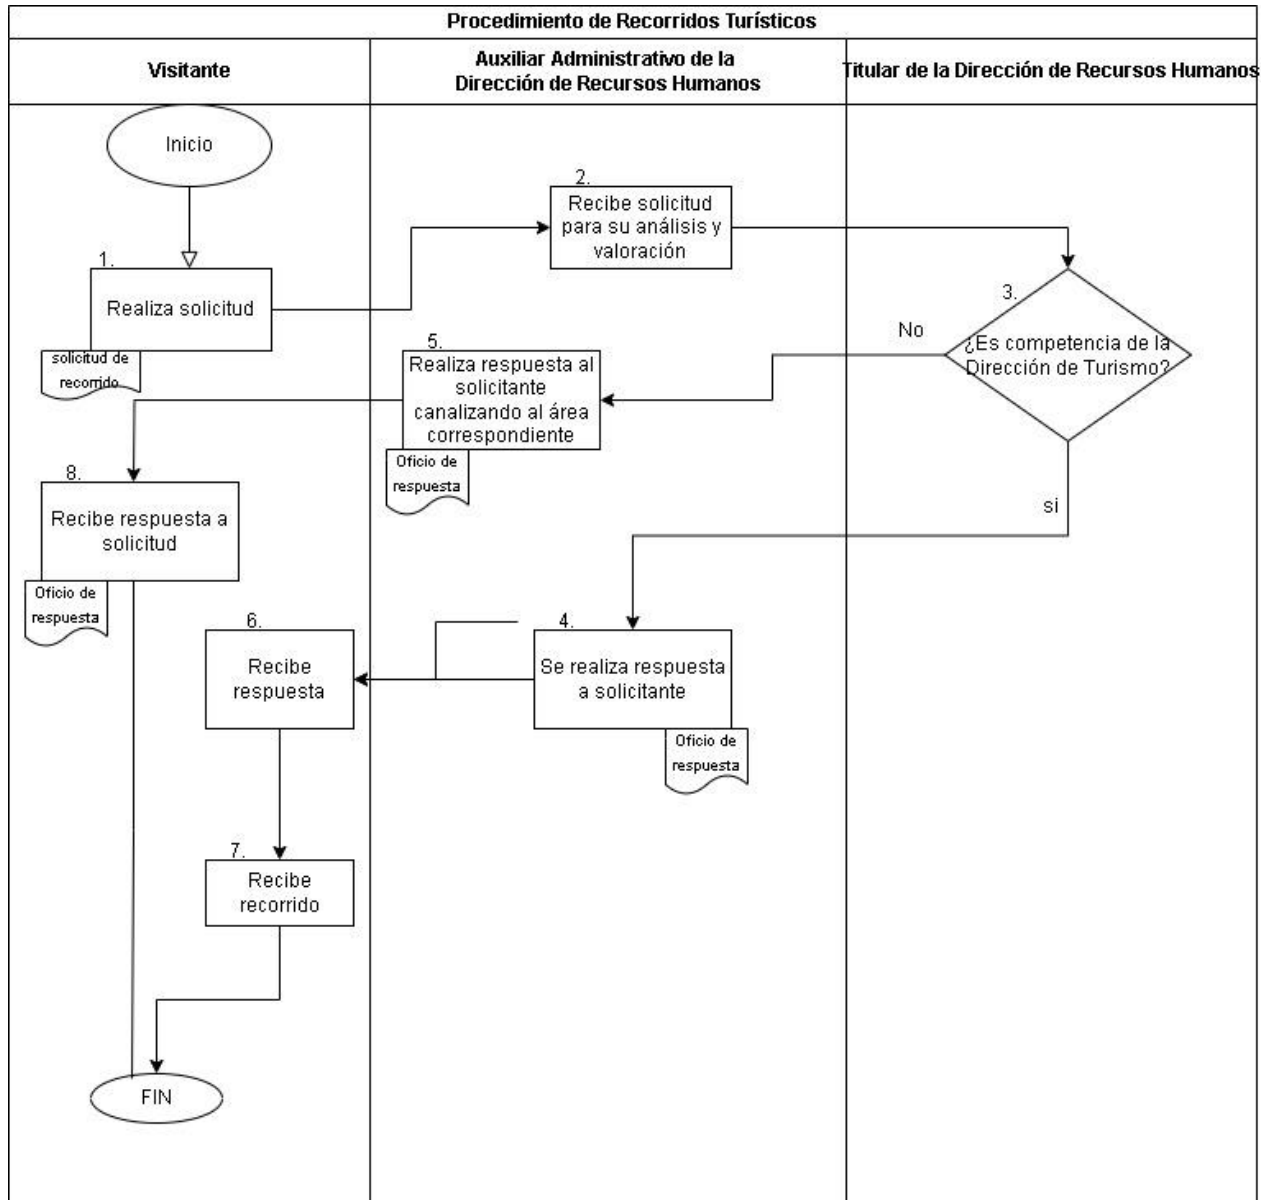 Procedimiento de Recorridos Turísticos
Visitante
Auxiliar Administrativo de la
Dirección de Recursos Humanos
Titular de la Dirección de Recursos Humanos
Inicio
1.
Realiza solicitud
solicitud de
recorrido
2.
Recibe solicitud
para su análisis y
valoración
3.
¿Es competencia de la
Dirección de Turismo?
No
si
5.
Realiza respuesta al
solicitante
canalizando al área
correspondiente
Oficio de
respuesta
8.
Recibe respuesta a
solicitud
Oficio de
respuesta
4.
Se realiza respuesta
a solicitante
Oficio de
respuesta
6.
Recibe
respuesta
7.
Recibe
recorrido
FIN